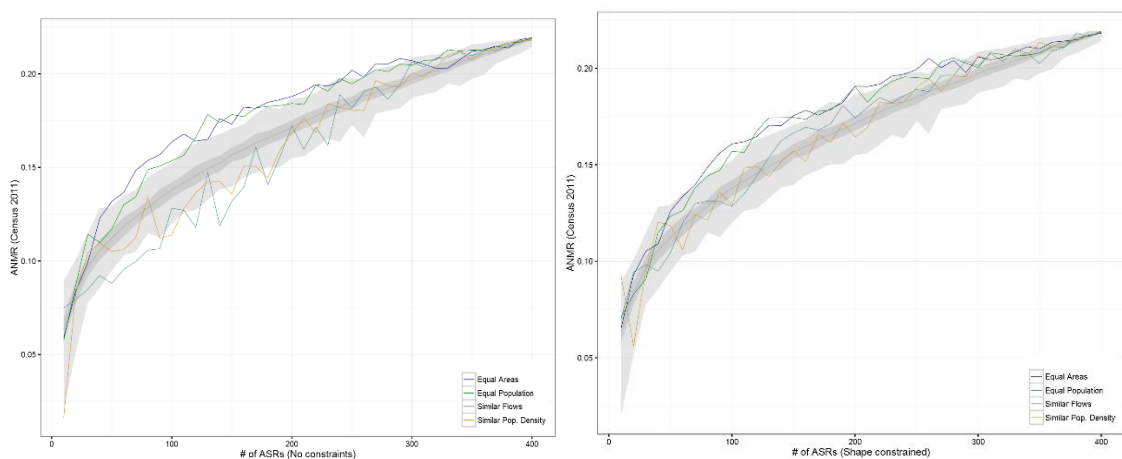 ANMR (Census 2011)
0.20
0.15
0.10
0.05
Equal Areas
Equal Population
Similar Flows
Similar Pop. Density
0
100
200
300
400
# of ASRs (No constraints)
ANMR (Census 2011)
0.20
0.15
0.10
0.05
Equal Areas
Equal Population
Similar Flows
Similar Pop. Density
0
100
200
300
400
# of ASRs (Shape constrained)